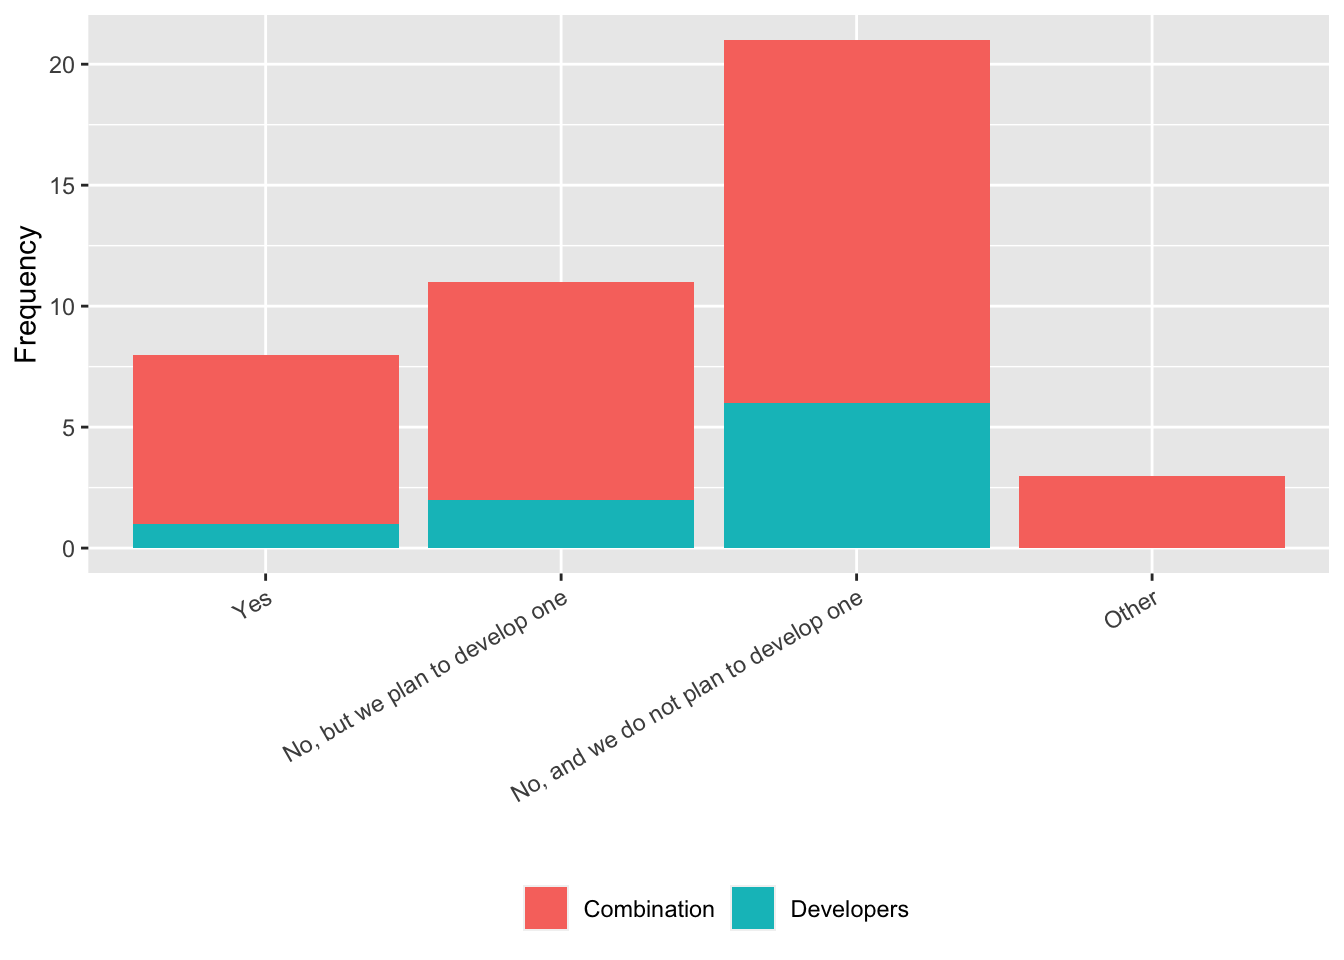 Frequency
20
15
10
5
0
Yes
No, but we plan to develop one
No, and we do not plan to develop one
Other
Combination
Developers